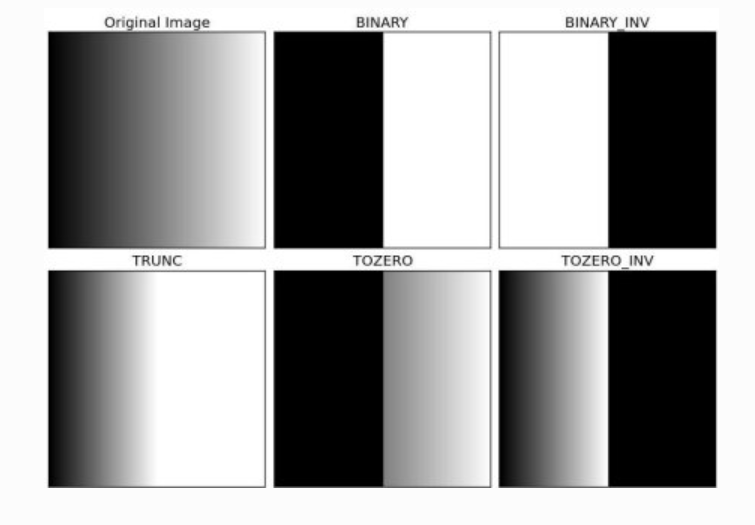 Original Image
BINARY
BINARY_INV
TRUNC
TOZERO
TOZERO_INV